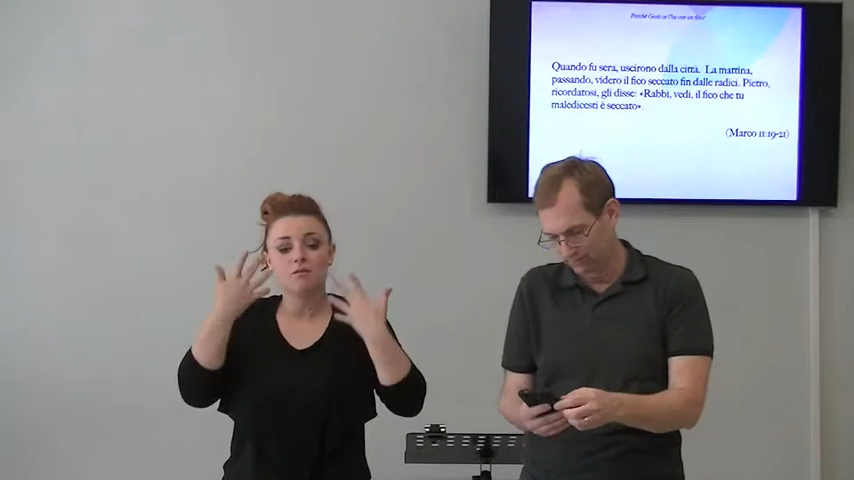 Perché Gesù ce l'ha con un fico?
Quando fu sera, uscirono dalla città. La mattina,
passando, videro il fico seccato fin dalle radici. Pietro,
ricordatosi, gli disse: «Rabbì, vedi, il fico che tu
maledicesti è seccato».
(Marco 11:19-21)